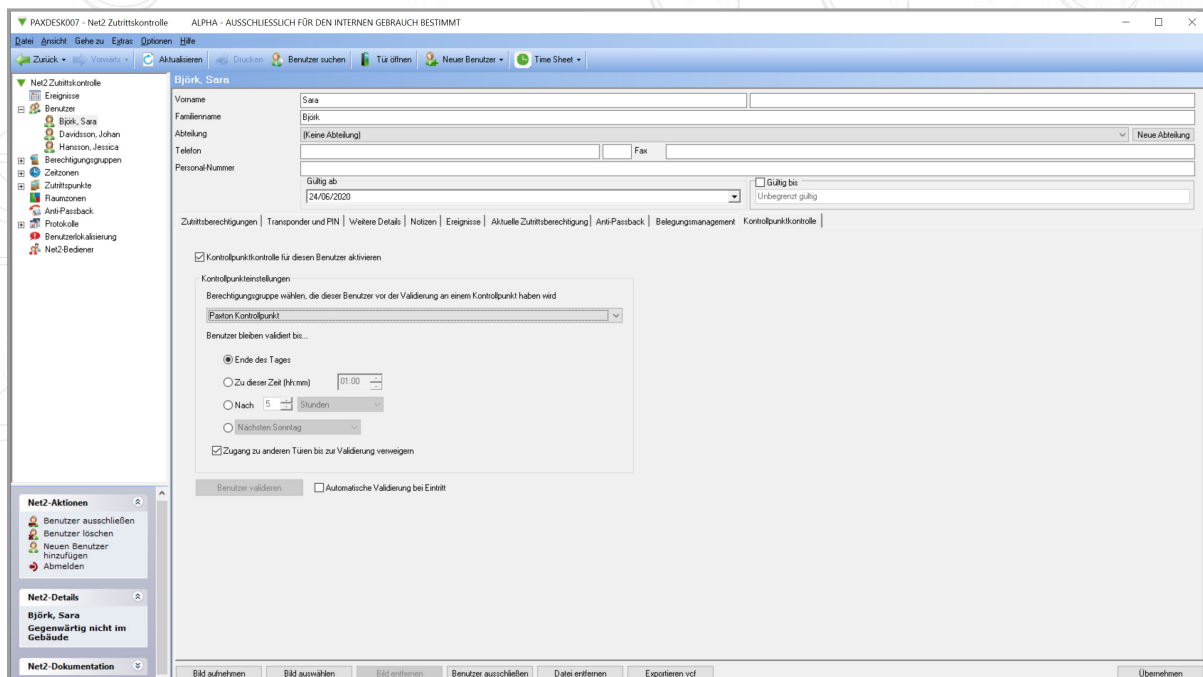 PAXDESK007 - Net2 Zutrittskontrolle ALPHA - AUSSCHLIESSLICH FÜR DEN INTERNEN GEBRAUCH BESTIMMT
Datei Ansicht Gehe zu Extras Optionen Hilfe
Zurück Vorwärts Aktualisieren Drucken Benutzer suchen Tür öffnen Neuer Benutzer Time Sheet
Net2 Zutrittskontrolle
Ereignisse
Benutzer
Björk, Sara
Davidsson, Johan
Hansson, Jessica
Berechtigungsgruppen
Zeitzonen
Zutrittspunkte
Raumzonen
Anti-Passback
Protokolle
Benutzerlokalisierung
Net2-Bediener
Björk, Sara
Vorname Sara
Familienname Björk
Abteilung (Keine Abteilung) Neue Abteilung
Telefon Fax
Personal-Nummer
Gültig ab Gültig bis
24/06/2020 Unbegrenzt gültig
Zutrittsberechtigungen Transponder und PIN Weitere Details Notizen Ereignisse Aktuelle Zutrittsberechtigung Anti-Passback Belegungsmanagement Kontrollpunktkontrolle
Kontrollpunktkontrolle für diesen Benutzer aktivieren
Kontrollpunkteinstellungen
Berechtigungsgruppe wählen, die dieser Benutzer vor der Validierung an einem Kontrollpunkt haben wird
Paxton Kontrollpunkt
Benutzer bleiben validiert bis...
Ende des Tages
Zu dieser Zeit (hh:mm) 01:00
Nach 5 Stunden
Nächsten Sonntag
Zugang zu anderen Türen bis zur Validierung verweigern
Benutzer validieren Automatische Validierung bei Eintritt
Net2-Aktionen
Benutzer ausschließen
Benutzer löschen
Neuen Benutzer
hinzufügen
Abmelden
Net2-Details
Björk, Sara
Gegenwärtig nicht im
Gebäude
Net2-Dokumentation
Bild aufnehmen Bild auswählen Bild entfernen Benutzer ausschließen Datei entfernen Exportieren vcf Übernehmen